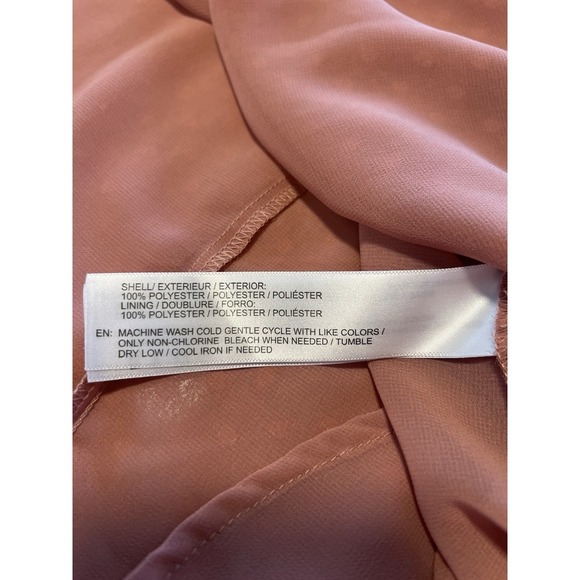 SHELL/ EXTERIEUR / EXTERIOR:
100% POLYESTER / POLYESTER / POLIÉSTER
LINING / DOUBLURE / FORRO:
100% POLYESTER / POLYESTER / POLIÉSTER
EN: MACHINE WASH COLD GENTLE CYCLE WITH LIKE COLORS /
ONLY NON-CHLORINE BLEACH WHEN NEEDED / TUMBLE
DRY LOW / COOL IRON IF NEEDED